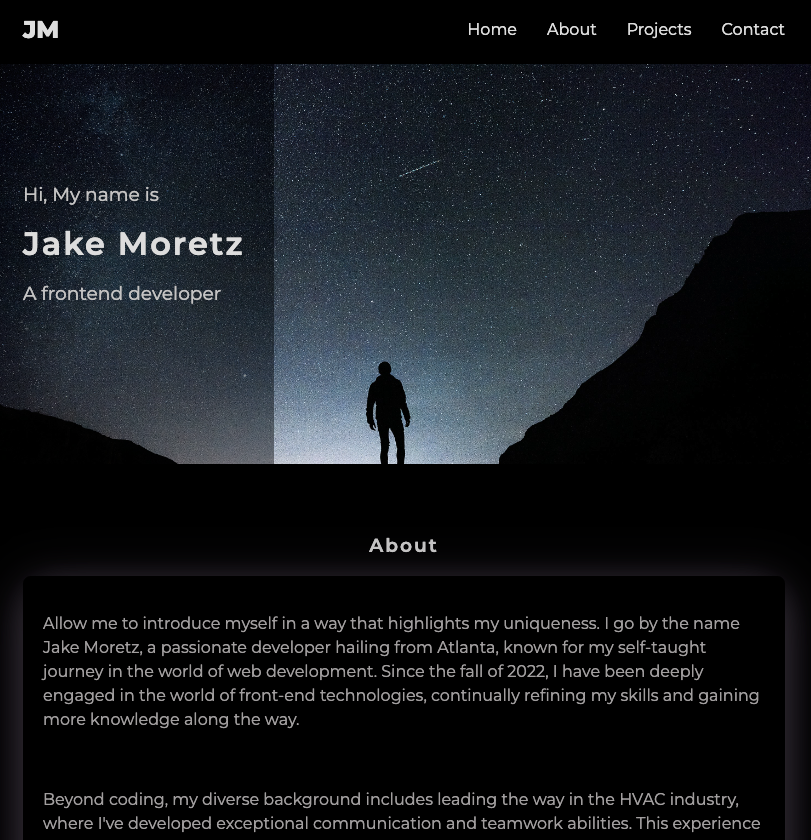 JM
Home About Projects Contact
Hi, My name is
Jake Moretz
A frontend developer
About
Allow me to introduce myself in a way that highlights my uniqueness. I go by the name
Jake Moretz, a passionate developer hailing from Atlanta, known for my self-taught
journey in the world of web development. Since the fall of 2022, I have been deeply
engaged in the world of front-end technologies, continually refining my skills and gaining
more knowledge along the way.
Beyond coding, my diverse background includes leading the way in the HVAC industry,
where I've developed exceptional communication and teamwork abilities. This experience